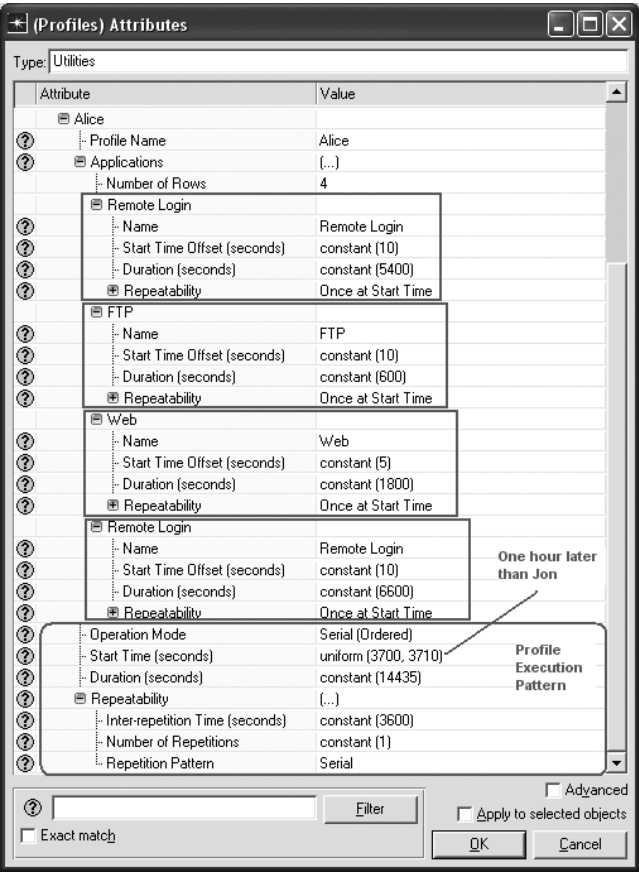 (Profiles) Attributes
Type: Utilities
Attribute Value
Alice
Profile Name Alice
Applications (...)
Number of Rows 4
Remote Login
Name Remote Login
Start Time Offset (seconds) constant (10)
Duration (seconds) constant (5400)
Repeatability Once at Start Time
FTP
Name FTP
Start Time Offset (seconds) constant (10)
Duration (seconds) constant (600)
Repeatability Once at Start Time
Web
Name Web
Start Time Offset (seconds) constant (5)
Duration (seconds) constant (1800)
Repeatability Once at Start Time
Remote Login
Name Remote Login
Start Time Offset (seconds) constant (10)
Duration (seconds) constant (6600)
Repeatability Once at Start Time
One hour later
than Jon
Operation Mode Serial (Ordered)
Start Time (seconds) uniform (3700, 3710)
Duration (seconds) constant (14435)
Repeatability (...)
Inter-repetition Time (seconds) constant (3600)
Number of Repetitions constant (1)
Repetition Pattern Serial
Profile
Execution
Pattern
Advanced
Filter
Apply to selected objects
Exact match
OK Cancel